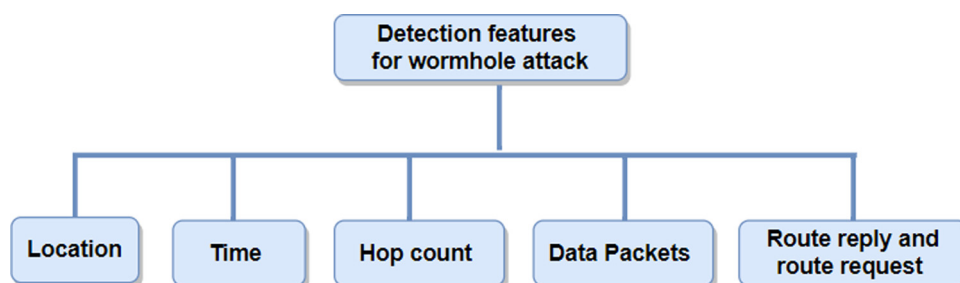 Detection features
for wormhole attack
Location
Time
Hop count
Data Packets
Route reply and
route request